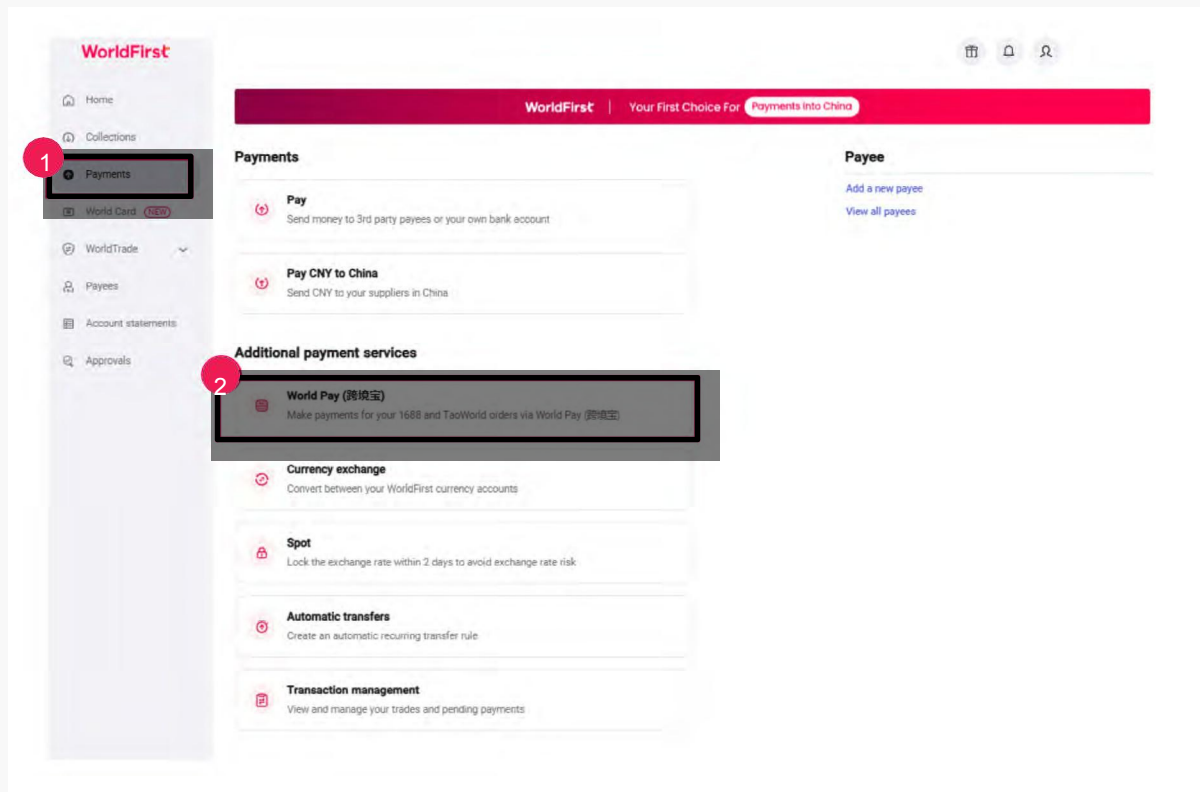 WorldFirst
Home
Collections
1
Payments
World Card NEW
WorldTrade
Payees
Account statements
Approvals
WorldFirst | Your First Choice For Payments into China
Payments
Pay
Send money to 3rd party payees or your own bank account
Pay CNY to China
Send CNY to your suppliers in China
Additional payment services
2
World Pay (跨境宝)
Make payments for your 1688 and TaoWorld orders via World Pay (跨境宝)
Currency exchange
Convert between your WorldFirst currency accounts
Spot
Lock the exchange rate within 2 days to avoid exchange rate risk
Automatic transfers
Create an automatic recurring transfer rule
Transaction management
View and manage your trades and pending payments
Payee
Add a new payee
View all payees